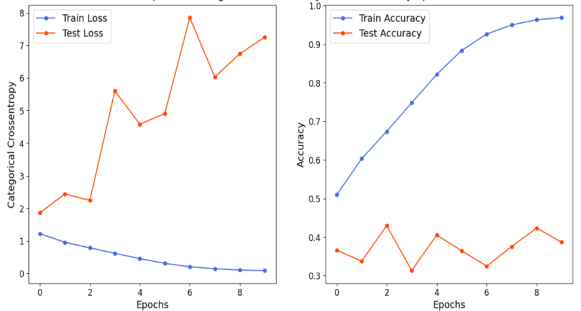 Train Loss
Test Loss
Categorical Crossentropy
8
7
6
5
4
3
2
1
0
0 2 4 6 8
Epochs
Train Accuracy
Test Accuracy
Accuracy
1.0
0.9
0.8
0.7
0.6
0.5
0.4
0.3
0 2 4 6 8
Epochs